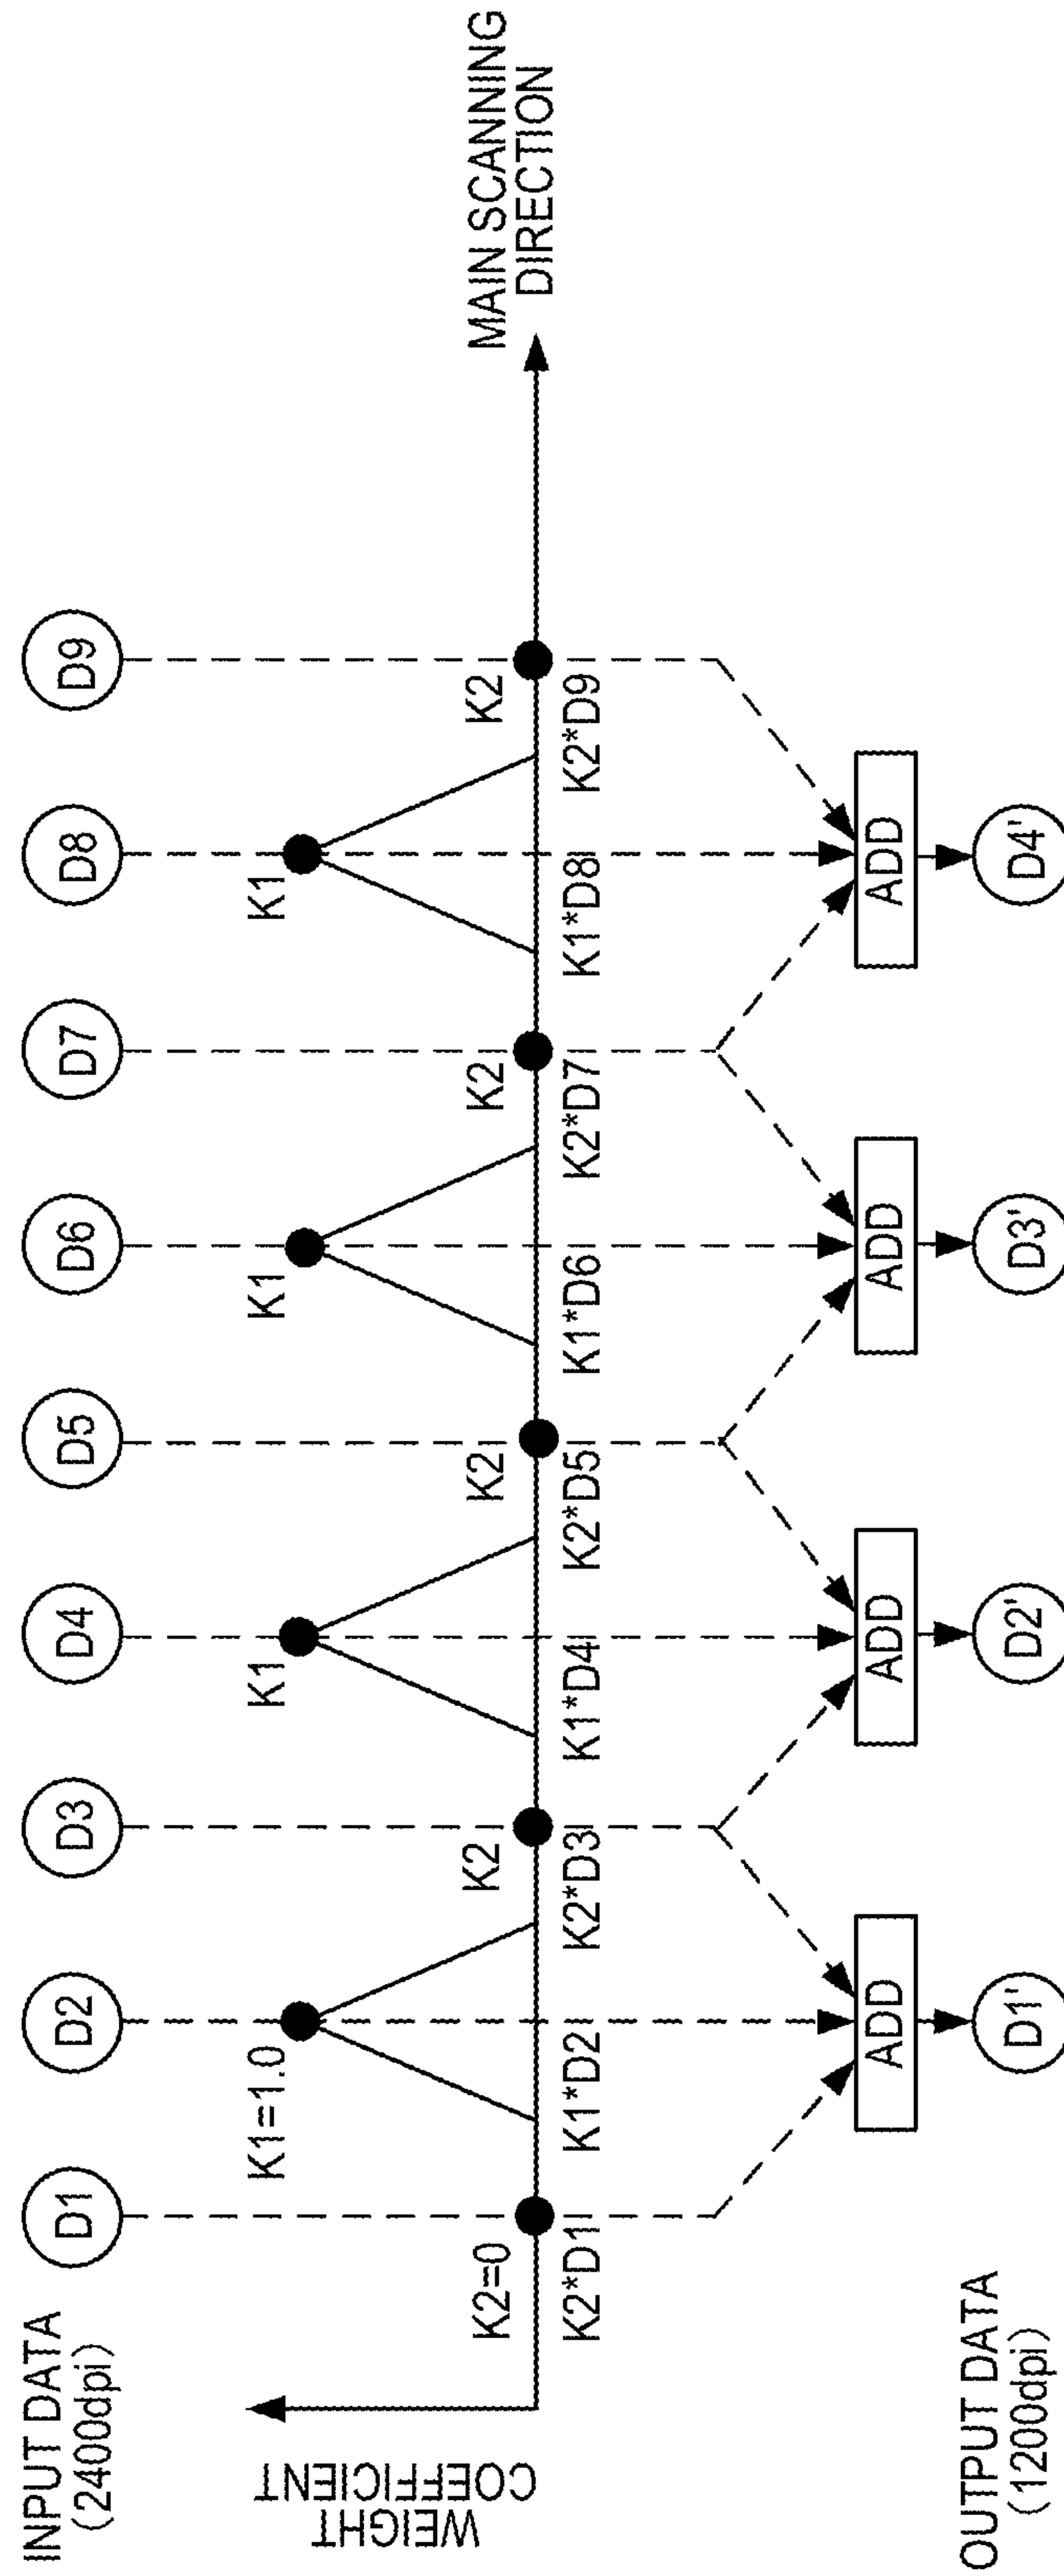 INPUT DATA
(2400dpi)
D1
D2
D3
D4
D5
D6
D7
D8
D9
WEIGHT
COEFFICIENT
K1=1.0
K1
K1
K1
K2=0
K2
K2
K2
K2
MAIN SCANNING
DIRECTION
K2*D1
K1*D2
K2*D3
K1*D4
K2*D5
K1*D6
K2*D7
K1*D8
K2*D9
ADD
ADD
ADD
ADD
OUTPUT DATA
(1200dpi)
D1'
D2'
D3'
D4'